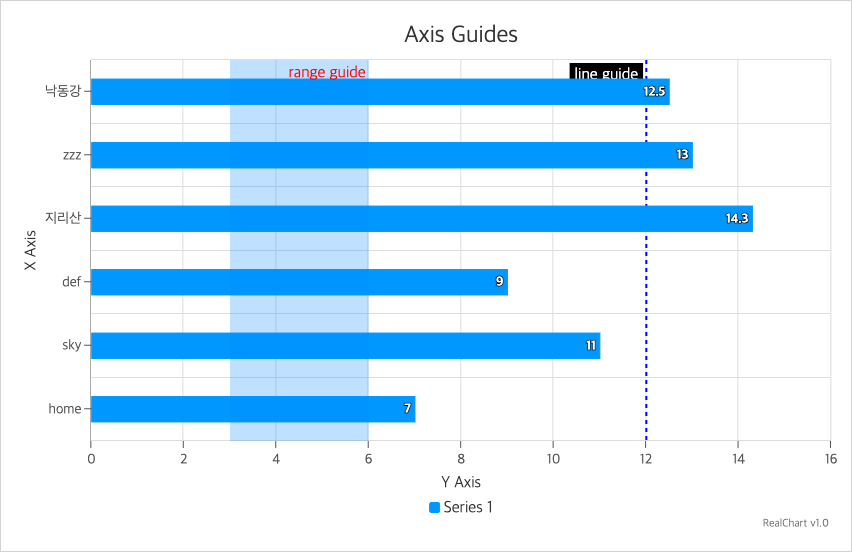 Axis Guides
range guide
line guide
낙동강
12.5
zzz
13
지리산
14.3
def
9
sky
11
home
7
X Axis
0 2 4 6 8 10 12 14 16
Y Axis
Series 1
RealChart v1.0